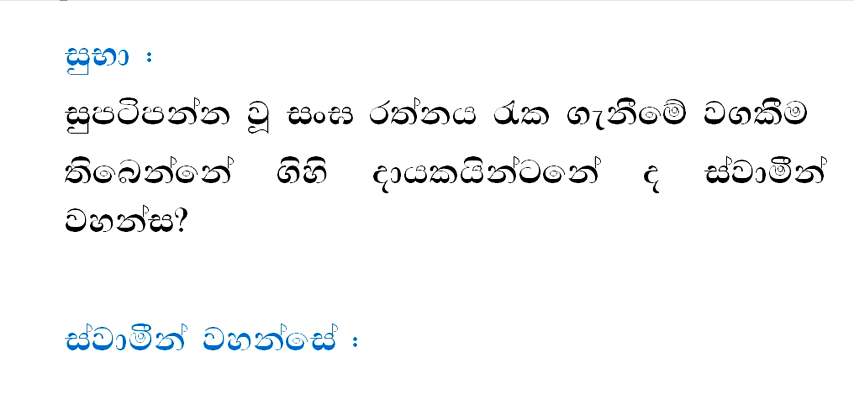 සුභා :
සුපටිපන්න වූ සංඝ රත්නය රැක ගැනීමේ වගකීම
තිබෙන්නේ ගිහි දායකයින්ටනේ ද ස්වාමීන්
වහන්ස?
ස්වාමීන් වහන්සේ :